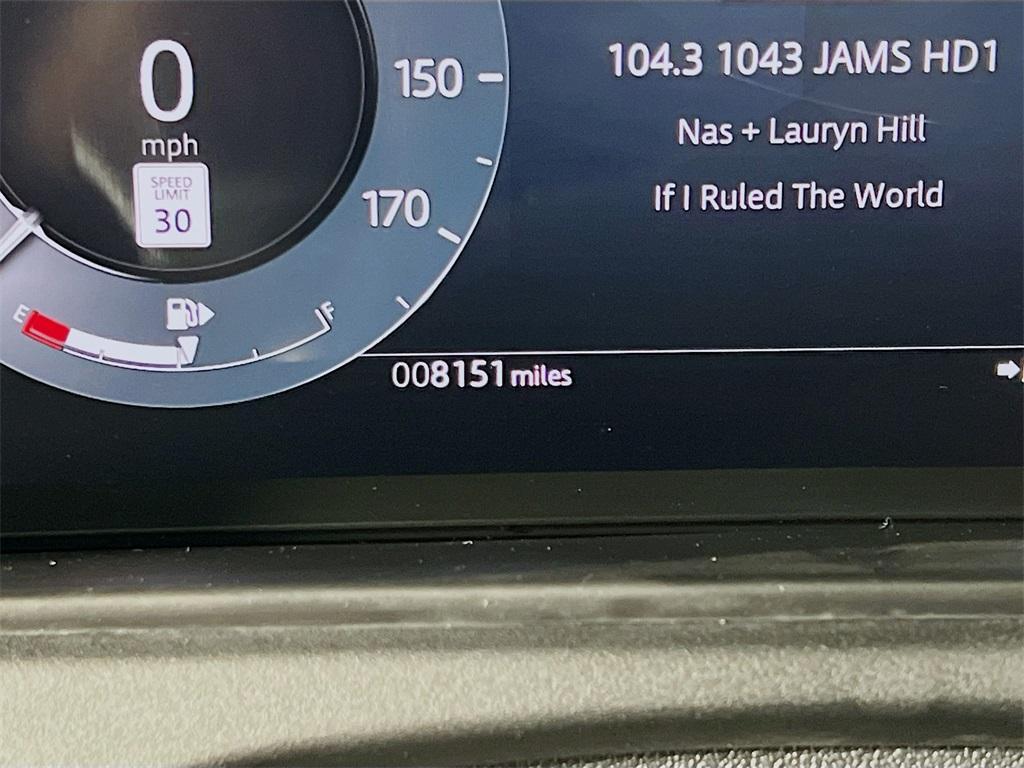 0
mph
SPEED
LIMIT
30
150
170
E
F
104.3 1043 JAMS HD1
Nas + Lauryn Hill
If I Ruled The World
008151 miles